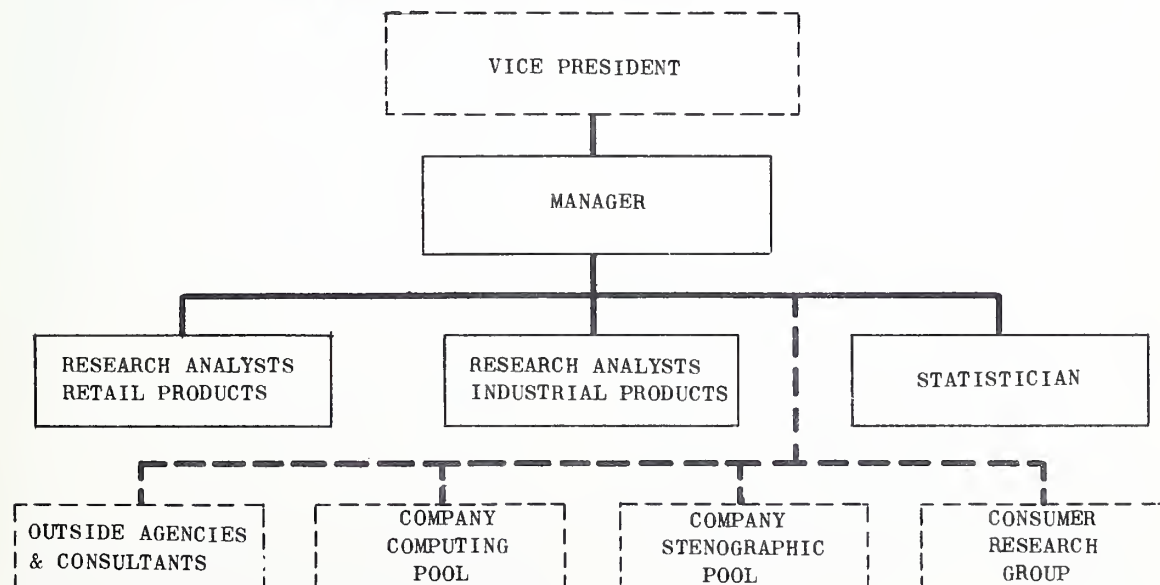 VICE PRESIDENT
MANAGER
RESEARCH ANALYSTS
RETAIL PRODUCTS
RESEARCH ANALYSTS
INDUSTRIAL PRODUCTS
STATISTICIAN
OUTSIDE AGENCIES
& CONSULTANTS
COMPANY
COMPUTING
POOL
COMPANY
STENOGRAPHIC
POOL
CONSUMER
RESEARCH
GROUP